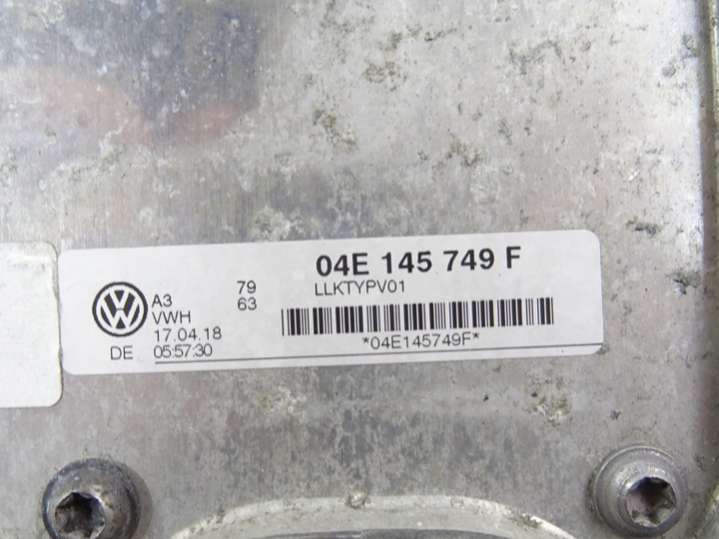 04E 145 749 F
A3 79 LLKTYPV01
VWH 63
17.04.18
DE 05:57:30 *04E145749F*